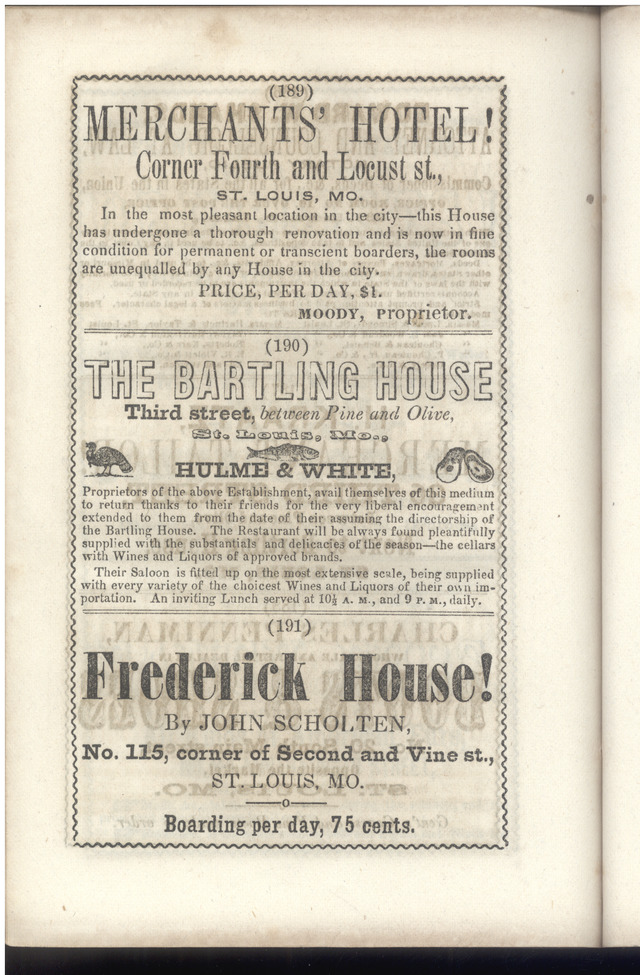 (189)
MERCHANTS' HOTEL!
Corner Fourth and Locust st.,
ST. LOUIS, MO.
In the most pleasant location in the city—this House
has undergone a thorough renovation and is now in fine
condition for permanent or transcient boarders, the rooms
are unequalled by any House in the city.
PRICE, PER DAY, $1.
MOODY, Proprietor.
(190)
THE BARTLING HOUSE
Third street, between Pine and Olive,
St. Louis, Mo.,
HULME & WHITE,
Proprietors of the above Establishment, avail themselves of this medium
to return thanks to their friends for the very liberal encouragement
extended to them from the date of their assuming the directorship of
the Bartling House. The Restaurant will be always found pleantifully
supplied with the substantials and delicacies of the season—the cellars
with Wines and Liquors of approved brands.
Their Saloon is fitted up on the most extensive scale, being supplied
with every variety of the choicest Wines and Liquors of their own im-
portation. An inviting Lunch served at 10½ A. M., and 9 P. M., daily.
(191)
Frederick House!
By JOHN SCHOLTEN,
No. 115, corner of Second and Vine st.,
ST. LOUIS, MO.
Boarding per day, 75 cents.